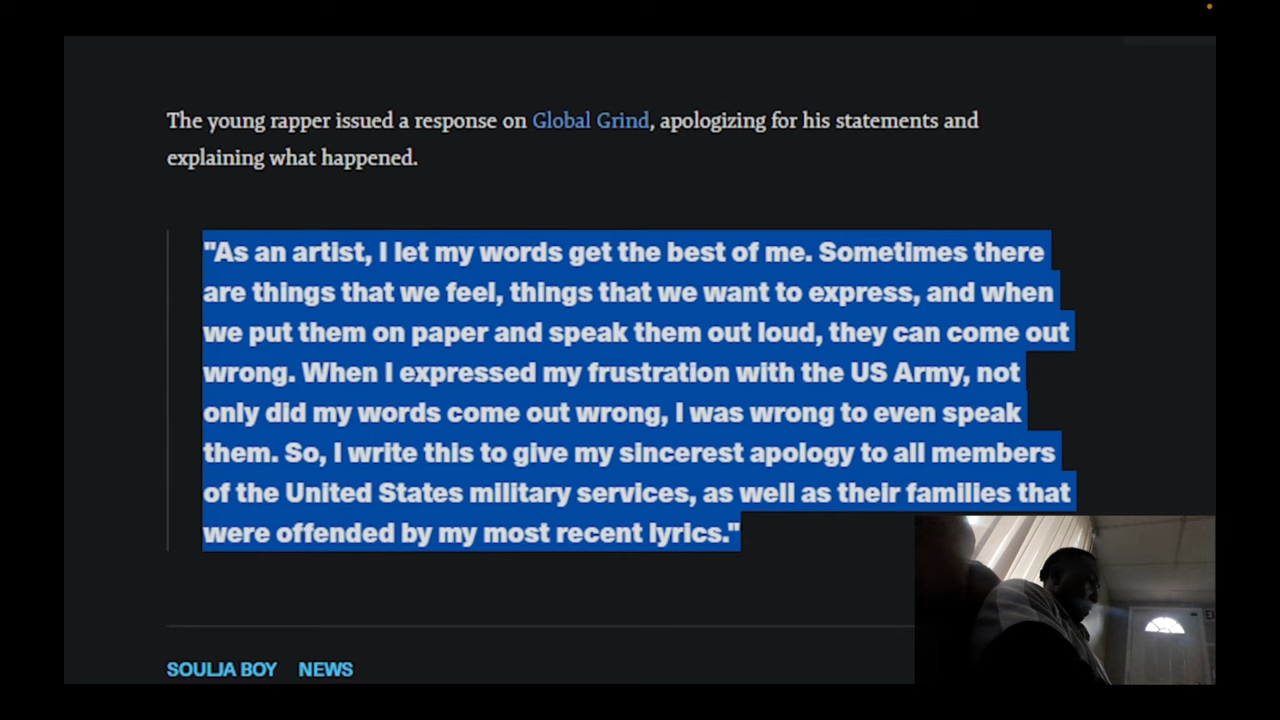 The young rapper issued a response on Global Grind, apologizing for his statements and
explaining what happened.
"As an artist, I let my words get the best of me. Sometimes there
are things that we feel, things that we want to express, and when
we put them on paper and speak them out loud, they can come out
wrong. When I expressed my frustration with the US Army, not
only did my words come out wrong, I was wrong to even speak
them. So, I write this to give my sincerest apology to all members
of the United States military services, as well as their families that
were offended by my most recent lyrics."
SOULJA BOY NEWS